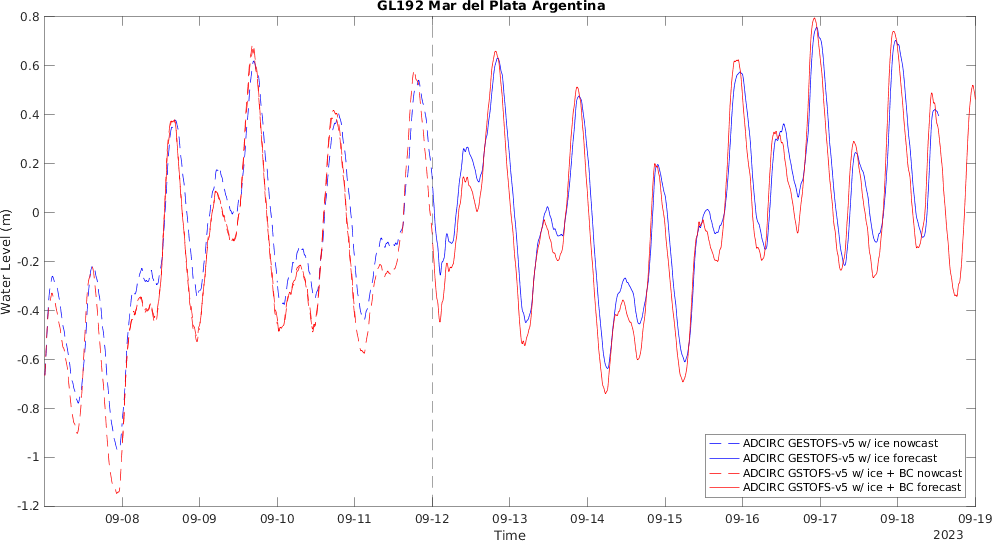 GL192 Mar del Plata Argentina
0.8
0.6
0.4
0.2
0
-0.2
-0.4
-0.6
-0.8
-1
-1.2
Water Level (m)
09-08 09-09 09-10 09-11 09-12 09-13 09-14 09-15 09-16 09-17 09-18 09-19
Time
2023
ADCIRC GESTOFS-v5 w/ ice nowcast
ADCIRC GESTOFS-v5 w/ ice forecast
ADCIRC GSTOFS-v5 w/ ice + BC nowcast
ADCIRC GSTOFS-v5 w/ ice + BC forecast